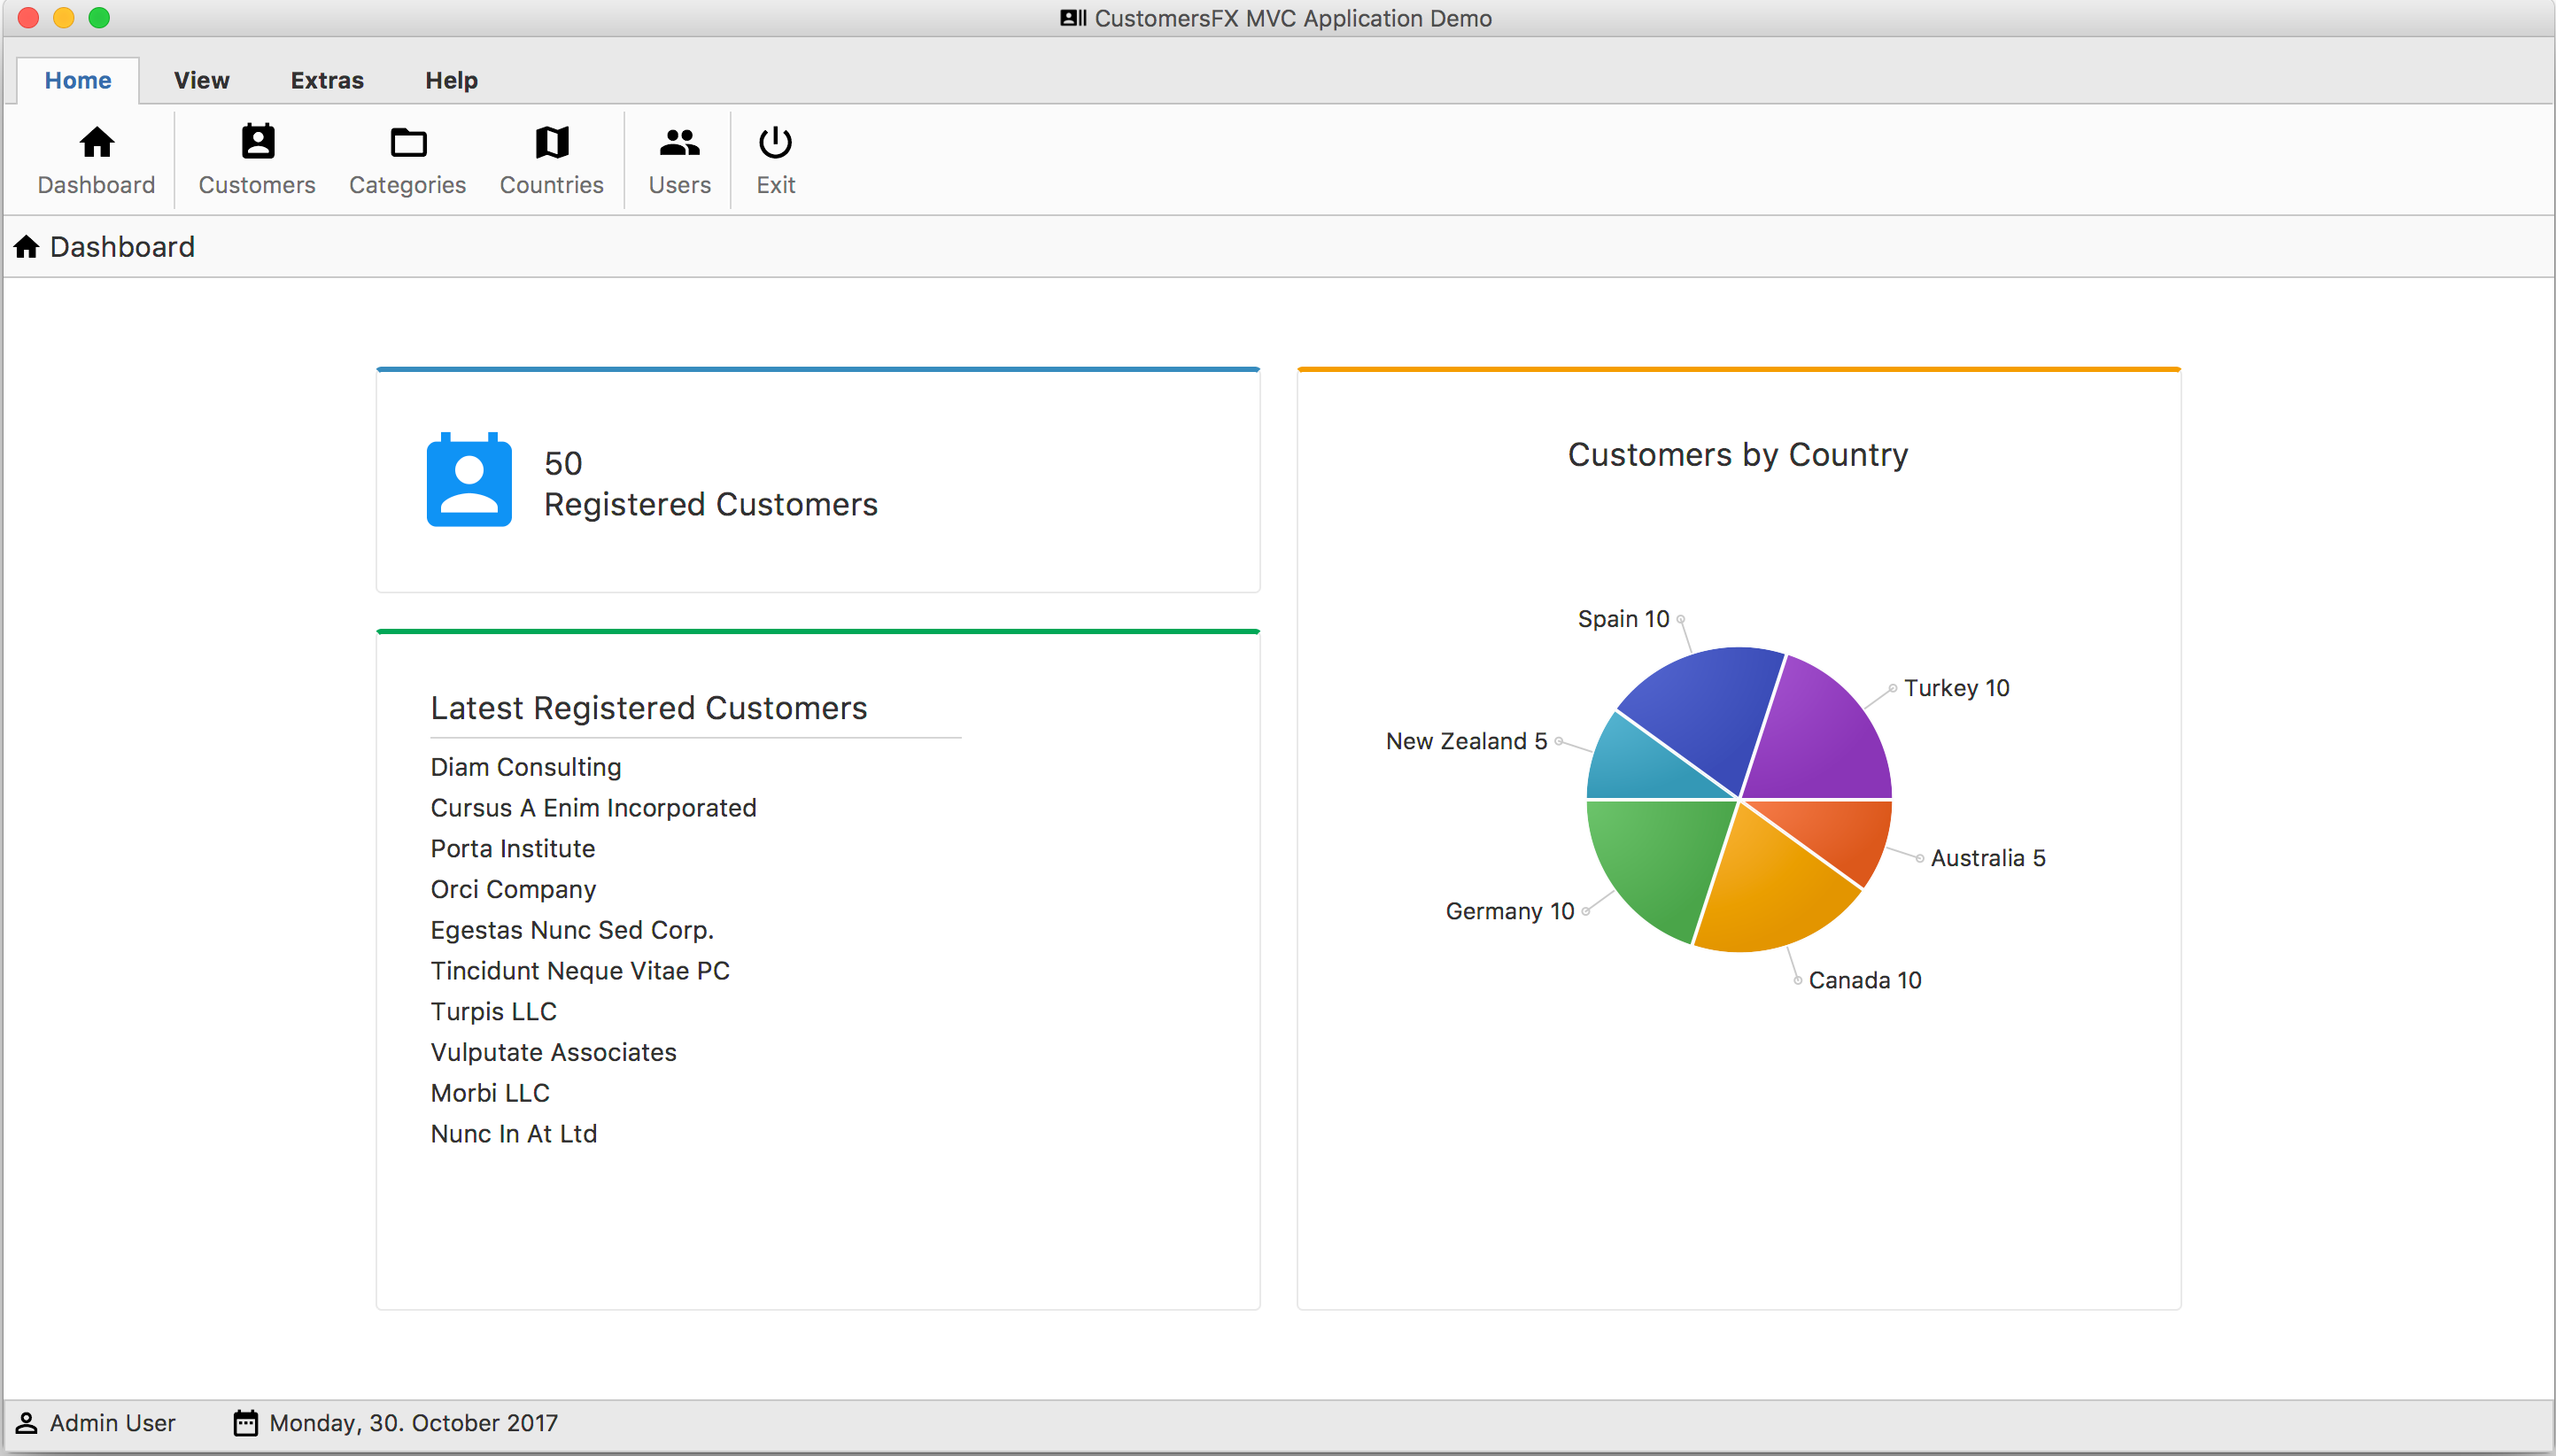 CustomersFX MVC Application Demo
Home View Extras Help
Dashboard Customers Categories Countries Users Exit
Dashboard
50
Registered Customers
Latest Registered Customers
Diam Consulting
Cursus A Enim Incorporated
Porta Institute
Orci Company
Egestas Nunc Sed Corp.
Tincidunt Neque Vitae PC
Turpis LLC
Vulputate Associates
Morbi LLC
Nunc In At Ltd
Customers by Country
Spain 10
Turkey 10
New Zealand 5
Australia 5
Germany 10
Canada 10
Admin User Monday, 30. October 2017